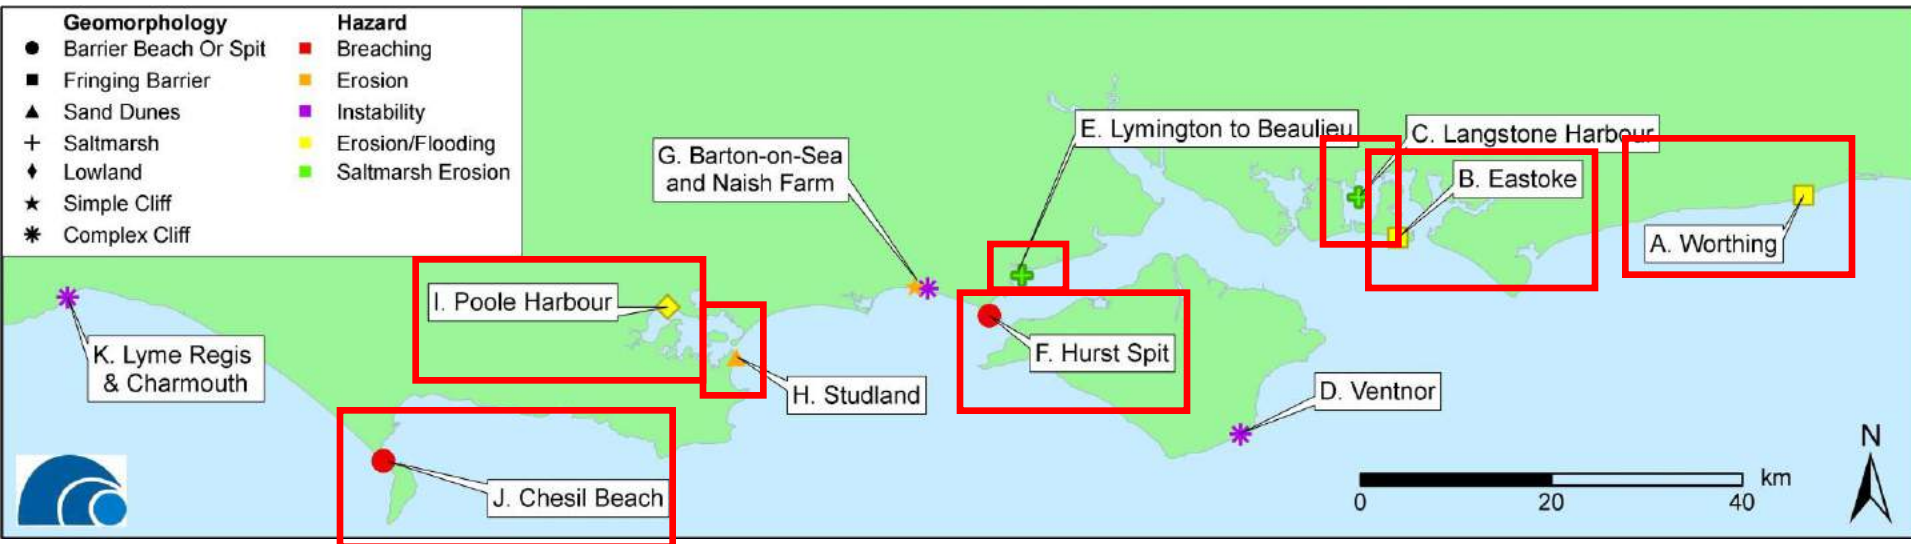 Geomorphology
Barrier Beach Or Spit
Fringing Barrier
Sand Dunes
Saltmarsh
Lowland
Simple Cliff
Complex Cliff
Hazard
Breaching
Erosion
Instability
Erosion/Flooding
Saltmarsh Erosion
E. Lymington to Beaulieu
C. Langstone Harbour
G. Barton-on-Sea
and Naish Farm
B. Eastoke
A. Worthing
I. Poole Harbour
K. Lyme Regis
& Charmouth
F. Hurst Spit
H. Studland
D. Ventnor
J. Chesil Beach
N
km
0 20 40